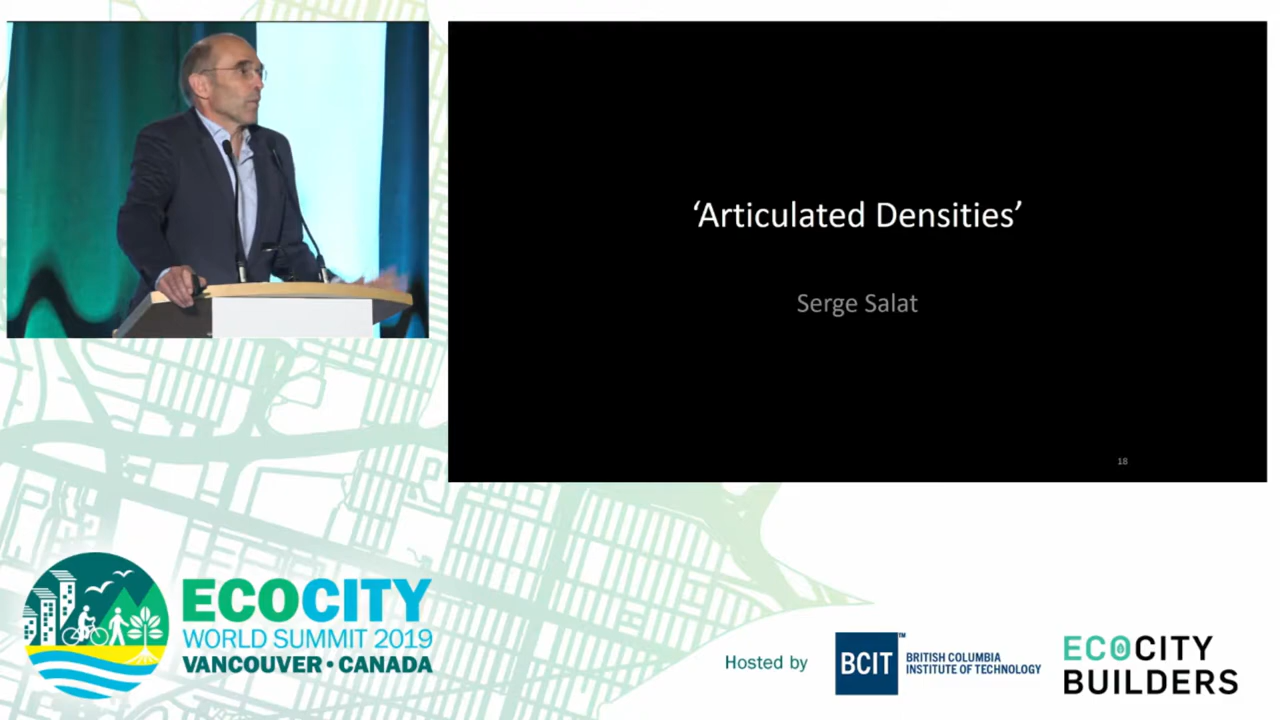 ‘Articulated Densities’
Serge Salat
18
ECOCITY
WORLD SUMMIT 2019
VANCOUVER • CANADA
Hosted by
BCIT™
BRITISH COLUMBIA
INSTITUTE OF TECHNOLOGY
ECOCITY
BUILDERS